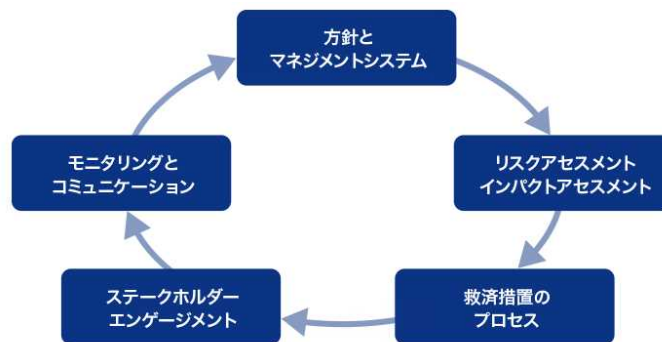 方針と
マネジメントシステム
リスクアセスメント
インパクトアセスメント
救済措置の
プロセス
ステークホルダー
エンゲージメント
モニタリングと
コミュニケーション